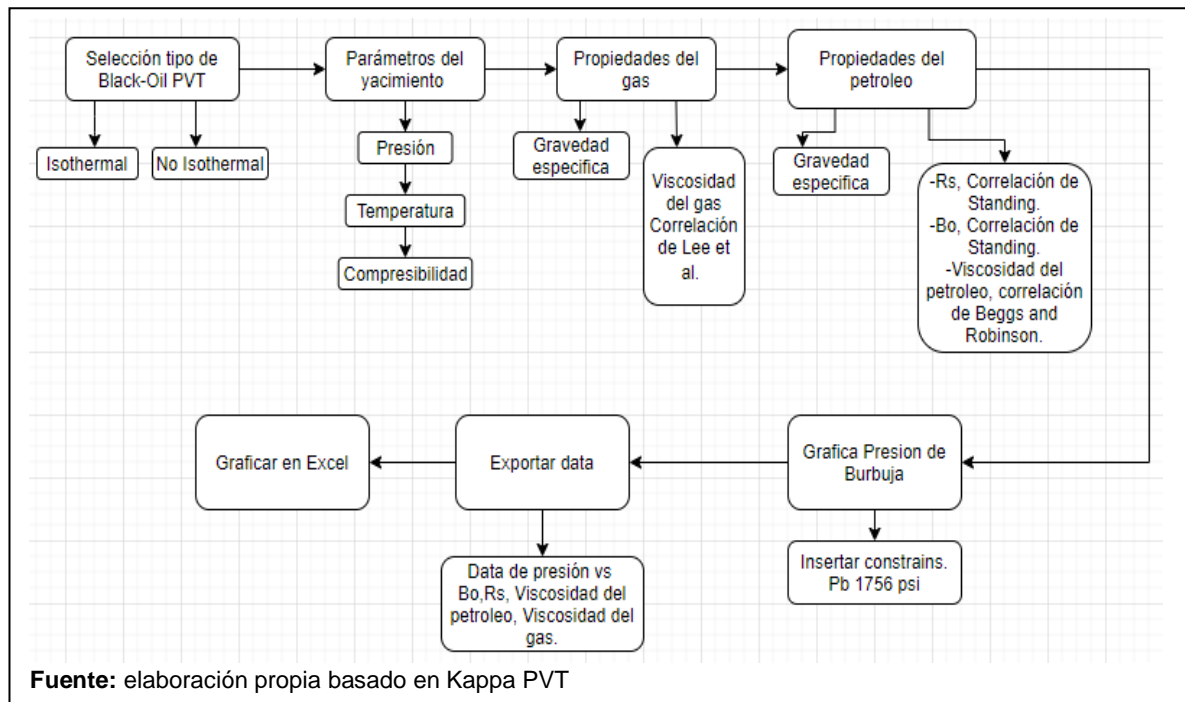 Selección tipo de
Black-Oil PVT
Parámetros del
yacimiento
Propiedades del
gas
Propiedades del
petroleo
Isothermal
No Isothermal
Presión
Temperatura
Compresibilidad
Gravedad
especifica
Viscosidad
del gas
Correlación
de Lee et
al.
Gravedad
especifica
-Rs, Correlación de
Standing.
-Bo, Correlación de
Standing.
-Viscosidad del
petroleo, correlación
de Beggs and
Robinson.
Graficar en Excel
Exportar data
Grafica Presion de
Burbuja
Data de presión vs
Bo,Rs, Viscosidad del
petroleo, Viscosidad del
gas.
Insertar constrains.
Pb 1756 psi
Fuente: elaboración propia basado en Kappa PVT